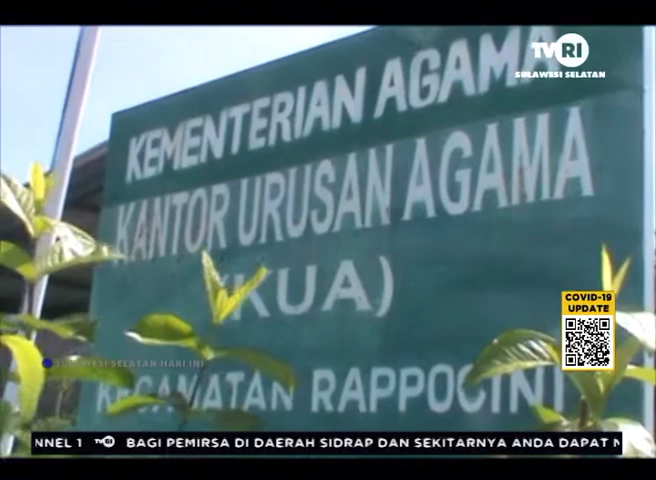 TVRI
SULAWESI SELATAN
KEMENTERIAN AGAMA
KANTOR URUSAN AGAMA
(KUA)
KECAMATAN RAPPOCINI
COVID-19
UPDATE
SULAWESI SELATAN HARI INI
NNEL 1 TVRI BAGI PEMIRSA DI DAERAH SIDRAP DAN SEKITARNYA ANDA DAPAT